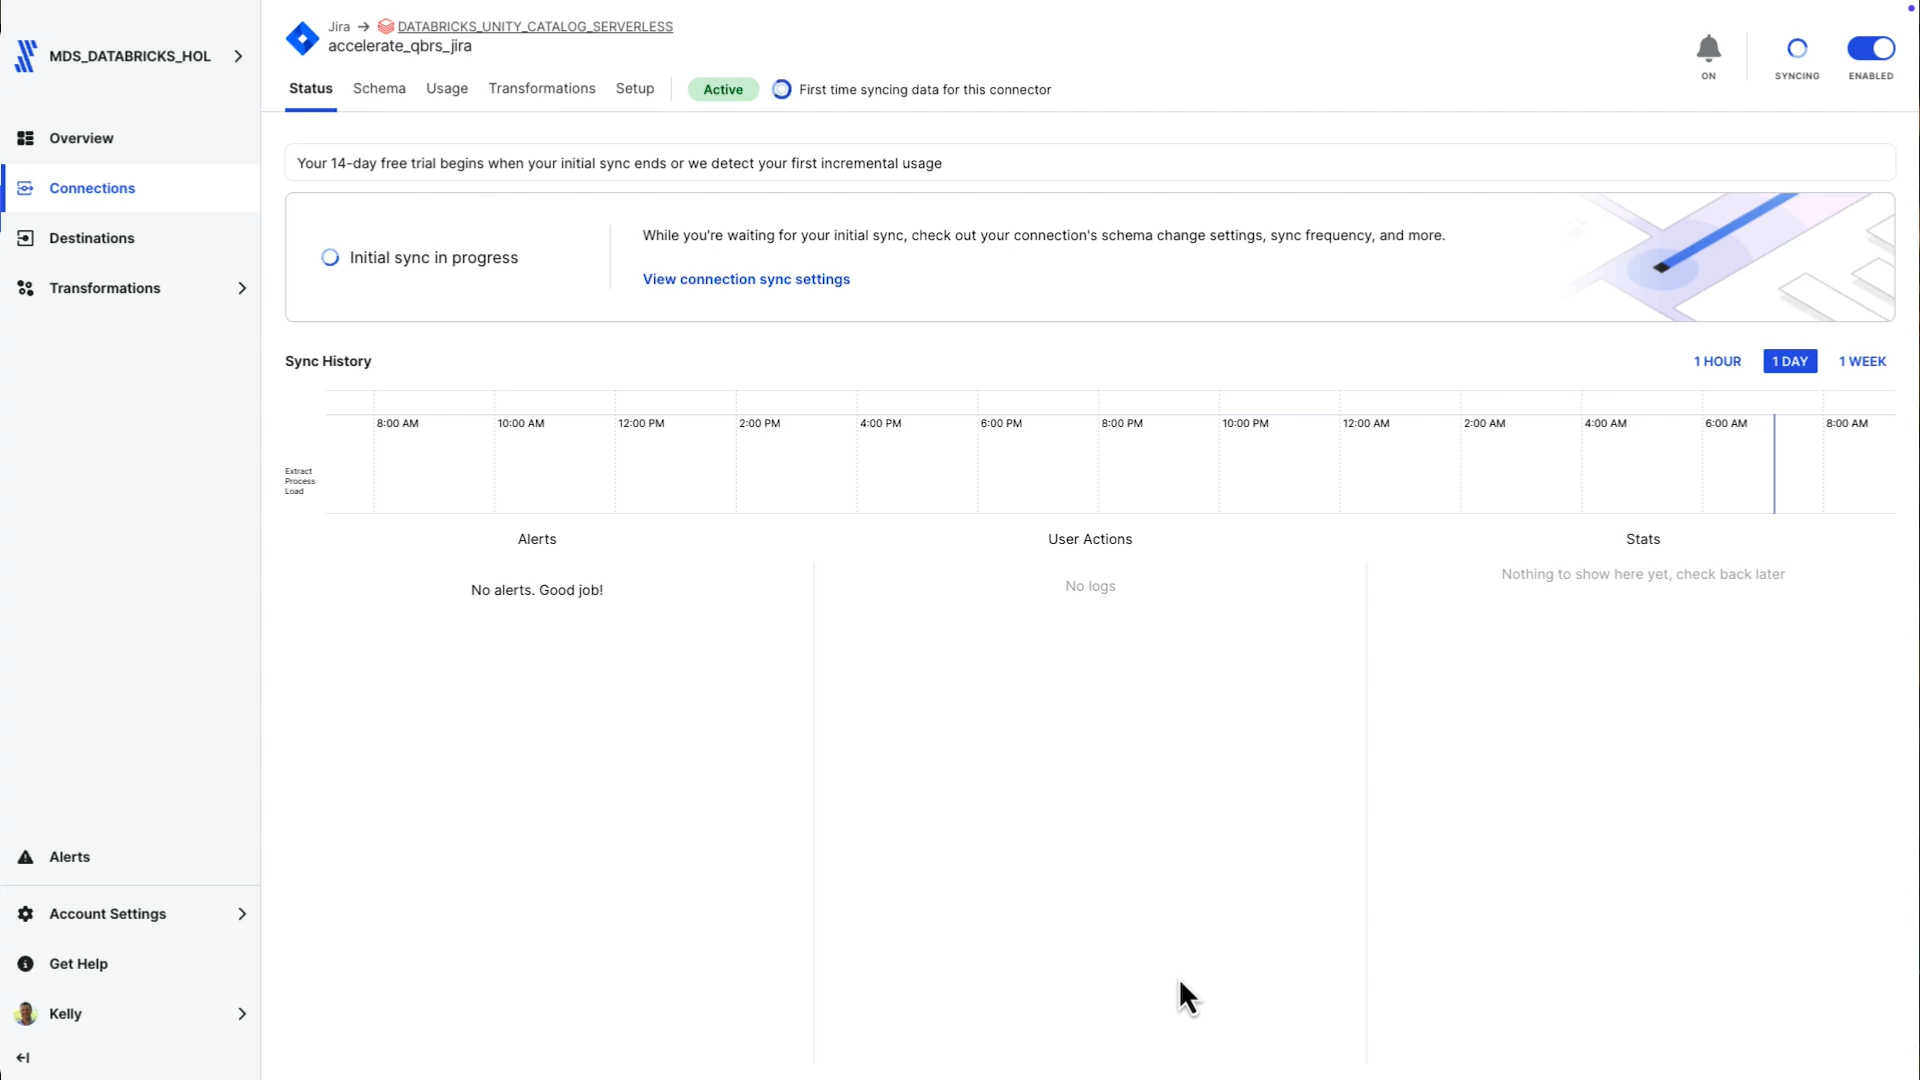 MDS_DATABRICKS_HOL
Overview
Connections
Destinations
Transformations
Alerts
Account Settings
Get Help
Kelly
Jira → DATABRICKS_UNITY_CATALOG_SERVERLESS
accelerate_qbrs_jira
ON
SYNCING
ENABLED
Status Schema Usage Transformations Setup Active First time syncing data for this connector
Your 14-day free trial begins when your initial sync ends or we detect your first incremental usage
Initial sync in progress
While you're waiting for your initial sync, check out your connection's schema change settings, sync frequency, and more.
View connection sync settings
Sync History
1 HOUR 1 DAY 1 WEEK
8:00 AM 10:00 AM 12:00 PM 2:00 PM 4:00 PM 6:00 PM 8:00 PM 10:00 PM 12:00 AM 2:00 AM 4:00 AM 6:00 AM 8:00 AM
Extract
Process
Load
Alerts
No alerts. Good job!
User Actions
No logs
Stats
Nothing to show here yet, check back later